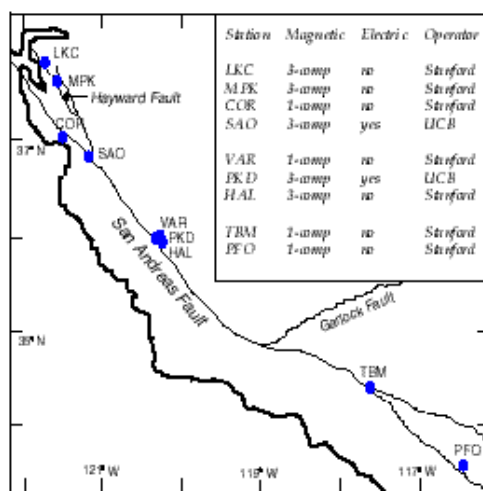 Station Magnetic Electric Operator
LKC 3-comp no Stanford
MPK 3-comp no Stanford
COR 1-comp no Stanford
SAO 3-comp yes UCB
VAR 1-comp no Stanford
PKD 3-comp yes UCB
HAL 3-comp no Stanford
TBM 1-comp no Stanford
PFO 1-comp no Stanford
LKC
MPK
Hayward Fault
COR
37° N
SAO
VAR
PKD
HAL
San Andreas Fault
Garlock Fault
35° N
TBM
PFO
121° W
119° W
117° W